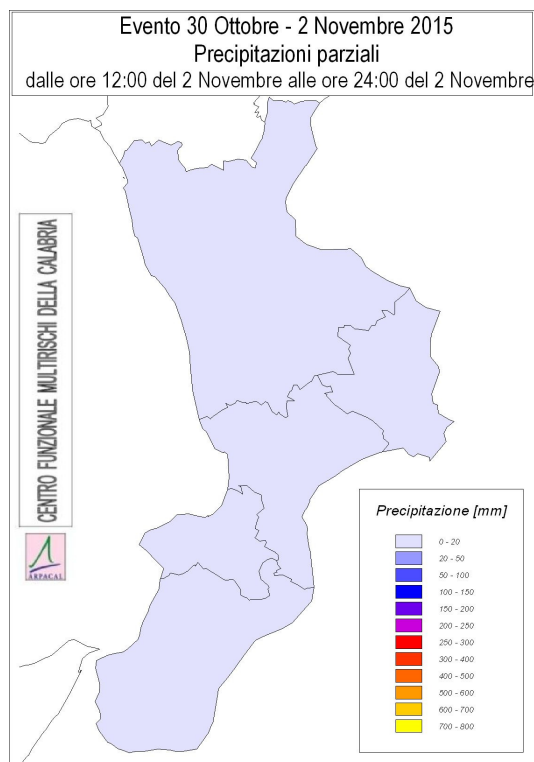 Evento 30 Ottobre - 2 Novembre 2015
Precipitazioni parziali
dalle ore 12:00 del 2 Novembre alle ore 24:00 del 2 Novembre
CENTRO FUNZIONALE MULTIRISCHI DELLA CALABRIA
ARPACAL
Precipitazione [mm]
0 - 20
20 - 50
50 - 100
100 - 150
150 - 200
200 - 250
250 - 300
300 - 400
400 - 500
500 - 600
600 - 700
700 - 800